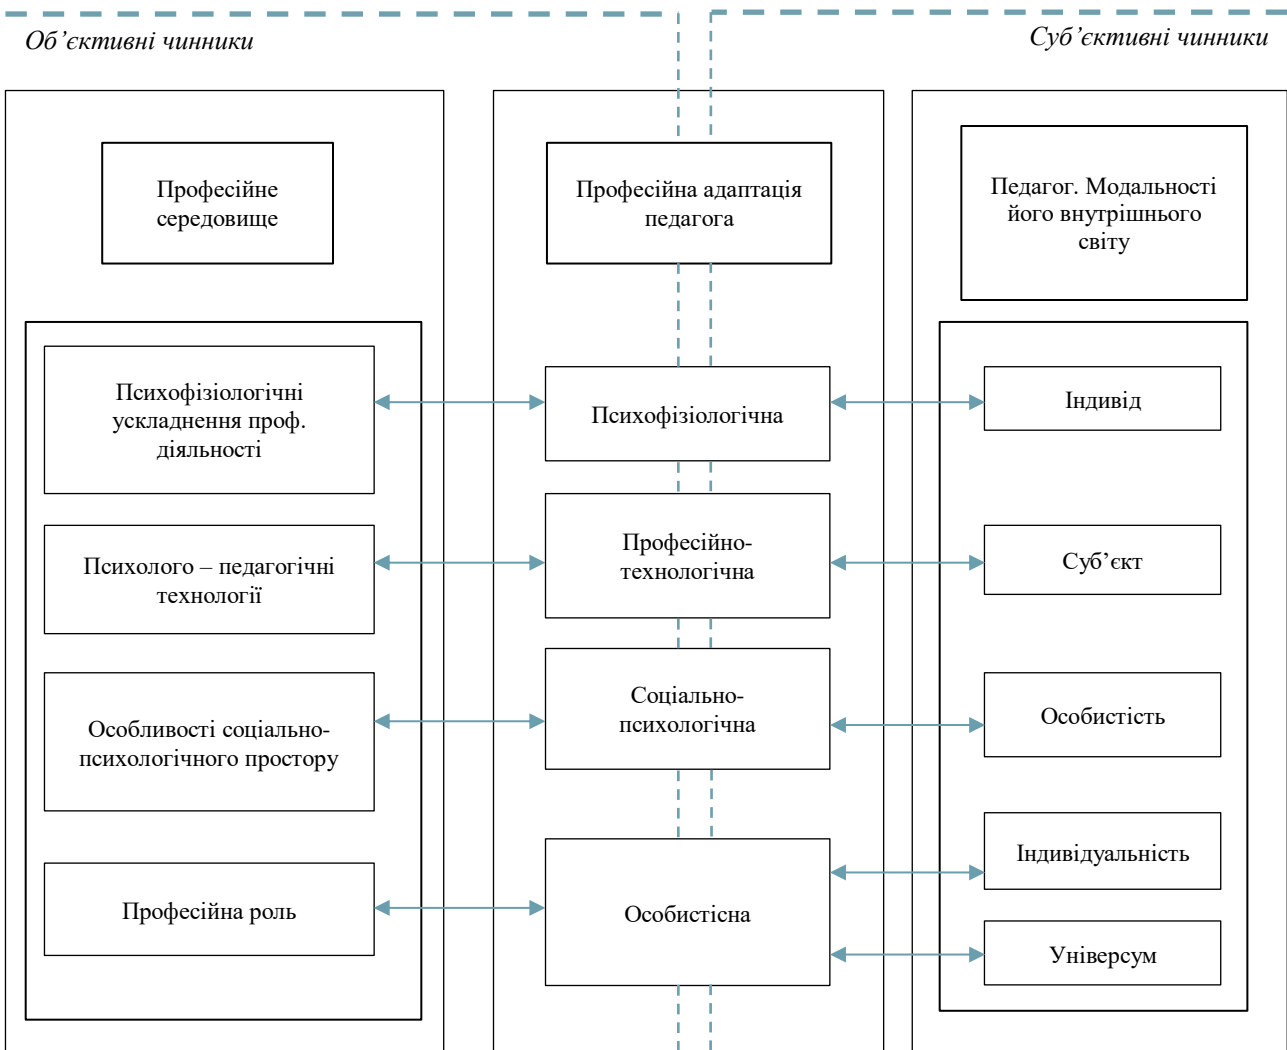 Об’єктивні чинники
Суб’єктивні чинники
Професійне
середовище
Професійна адаптація
педагога
Педагог. Модальності
його внутрішнього
світу
Психофізіологічні
ускладнення проф.
діяльності
Психофізіологічна
Індивід
Психолого – педагогічні
технології
Професійно-
технологічна
Суб’єкт
Особливості соціально-
психологічного простору
Соціально-
психологічна
Особистість
Професійна роль
Особистісна
Індивідуальність
Універсум